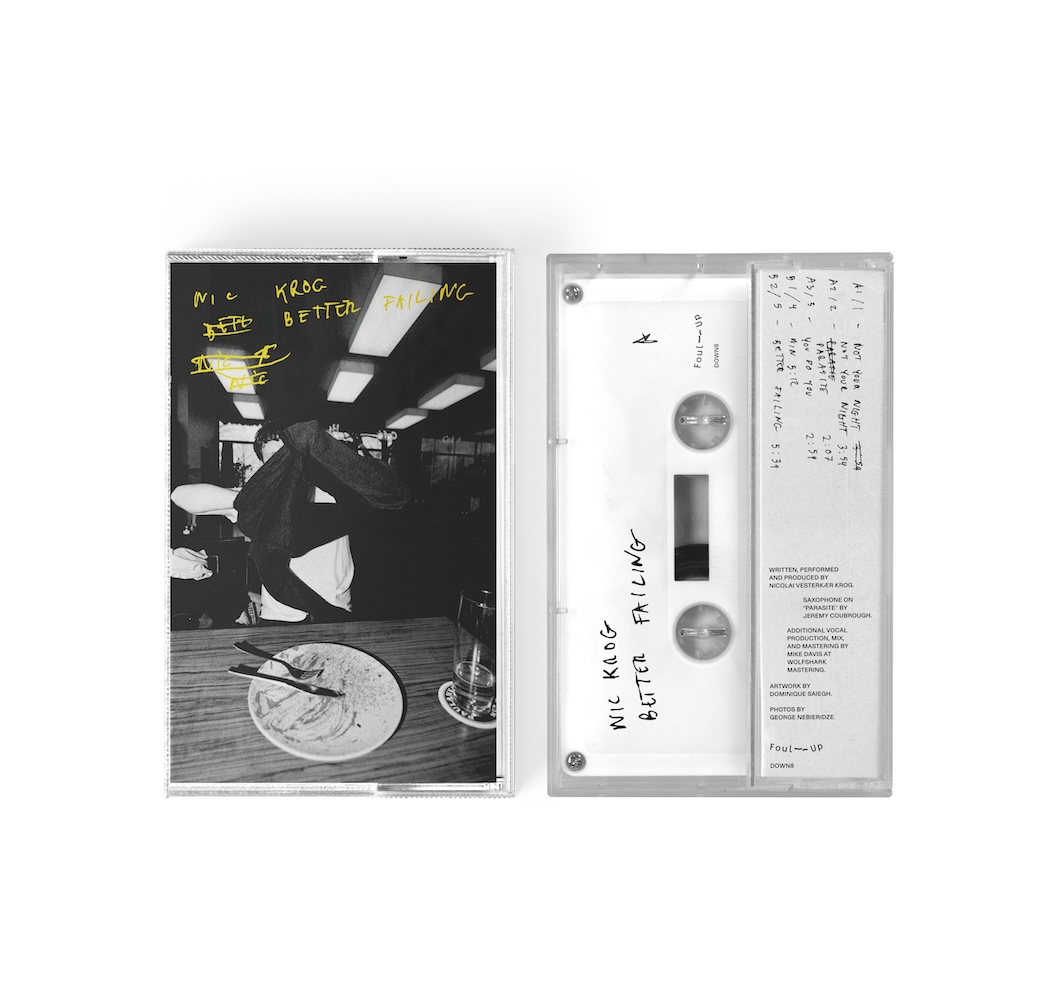 NIC KROG
BETTER FAILING
NIC
NIC
Foul—UP
DOWN8
A
NIC KROG
BETTER FAILING
A1/1 - NOT YOUR NIGHT
NOT YOUR NIGHT 3:54
A2/2 - PARASITE 2:07
A3/3 - YOU DO YOU 2:54
B1/4 - MIN 5:12
B2/5 - BETTER FAILING 5:39
WRITTEN, PERFORMED
AND PRODUCED BY
NICOLAI VESTERKÆR KROG.
SAXOPHONE ON
"PARASITE" BY
JEREMY COUBROUGH.
ADDITIONAL VOCAL
PRODUCTION, MIX,
AND MASTERING BY
MIKE DAVIS AT
WOLFSHARK
MASTERING.
ARTWORK BY
DOMINIQUE SAIEGH.
PHOTOS BY
GEORGE NEBIERIDZE.
Foul—UP
DOWN8